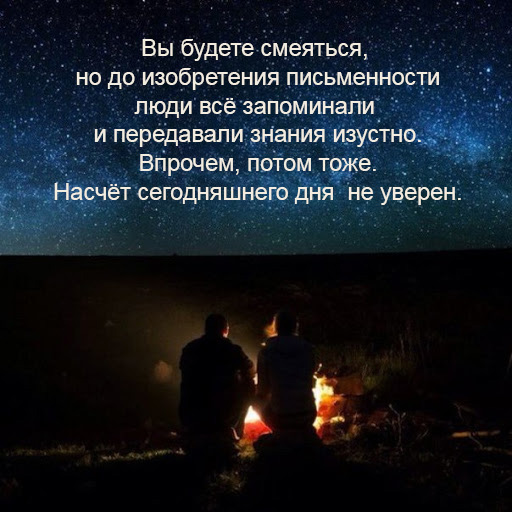 Вы будете смеяться,
но до изобретения письменности
люди всё запоминали
и передавали знания изустно.
Впрочем, потом тоже.
Насчёт сегодняшнего дня не уверен.